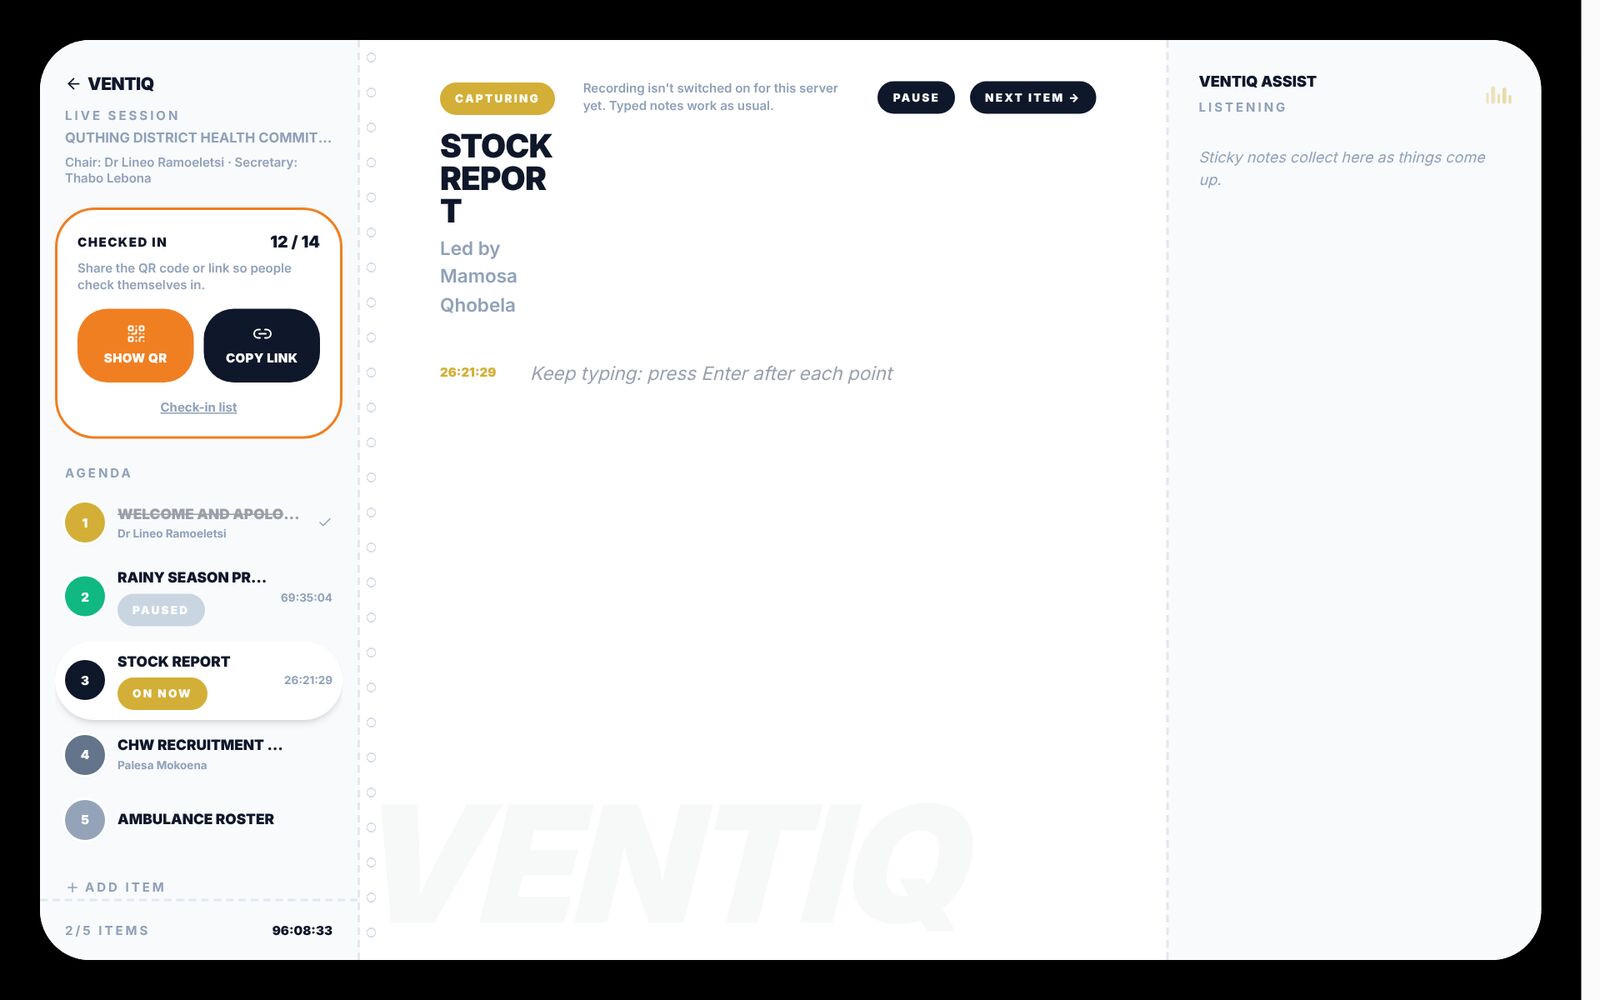 ← VENTIQ
LIVE SESSION
QUTHING DISTRICT HEALTH COMMIT...
Chair: Dr Lineo Ramoeletsi · Secretary:
Thabo Lebona
CHECKED IN 12 / 14
Share the QR code or link so people
check themselves in.
SHOW QR
COPY LINK
Check-in list
AGENDA
1
WELCOME AND APOLO...
Dr Lineo Ramoeletsi
2
RAINY SEASON PR...
PAUSED
69:35:04
3
STOCK REPORT
ON NOW
26:21:29
4
CHW RECRUITMENT ...
Palesa Mokoena
5
AMBULANCE ROSTER
+ ADD ITEM
2/5 ITEMS 96:08:33
CAPTURING
Recording isn't switched on for this server
yet. Typed notes work as usual.
PAUSE
NEXT ITEM →
STOCK
REPOR
T
Led by
Mamosa
Qhobela
26:21:29 Keep typing: press Enter after each point
VENTIQ
VENTIQ ASSIST
LISTENING
Sticky notes collect here as things come
up.